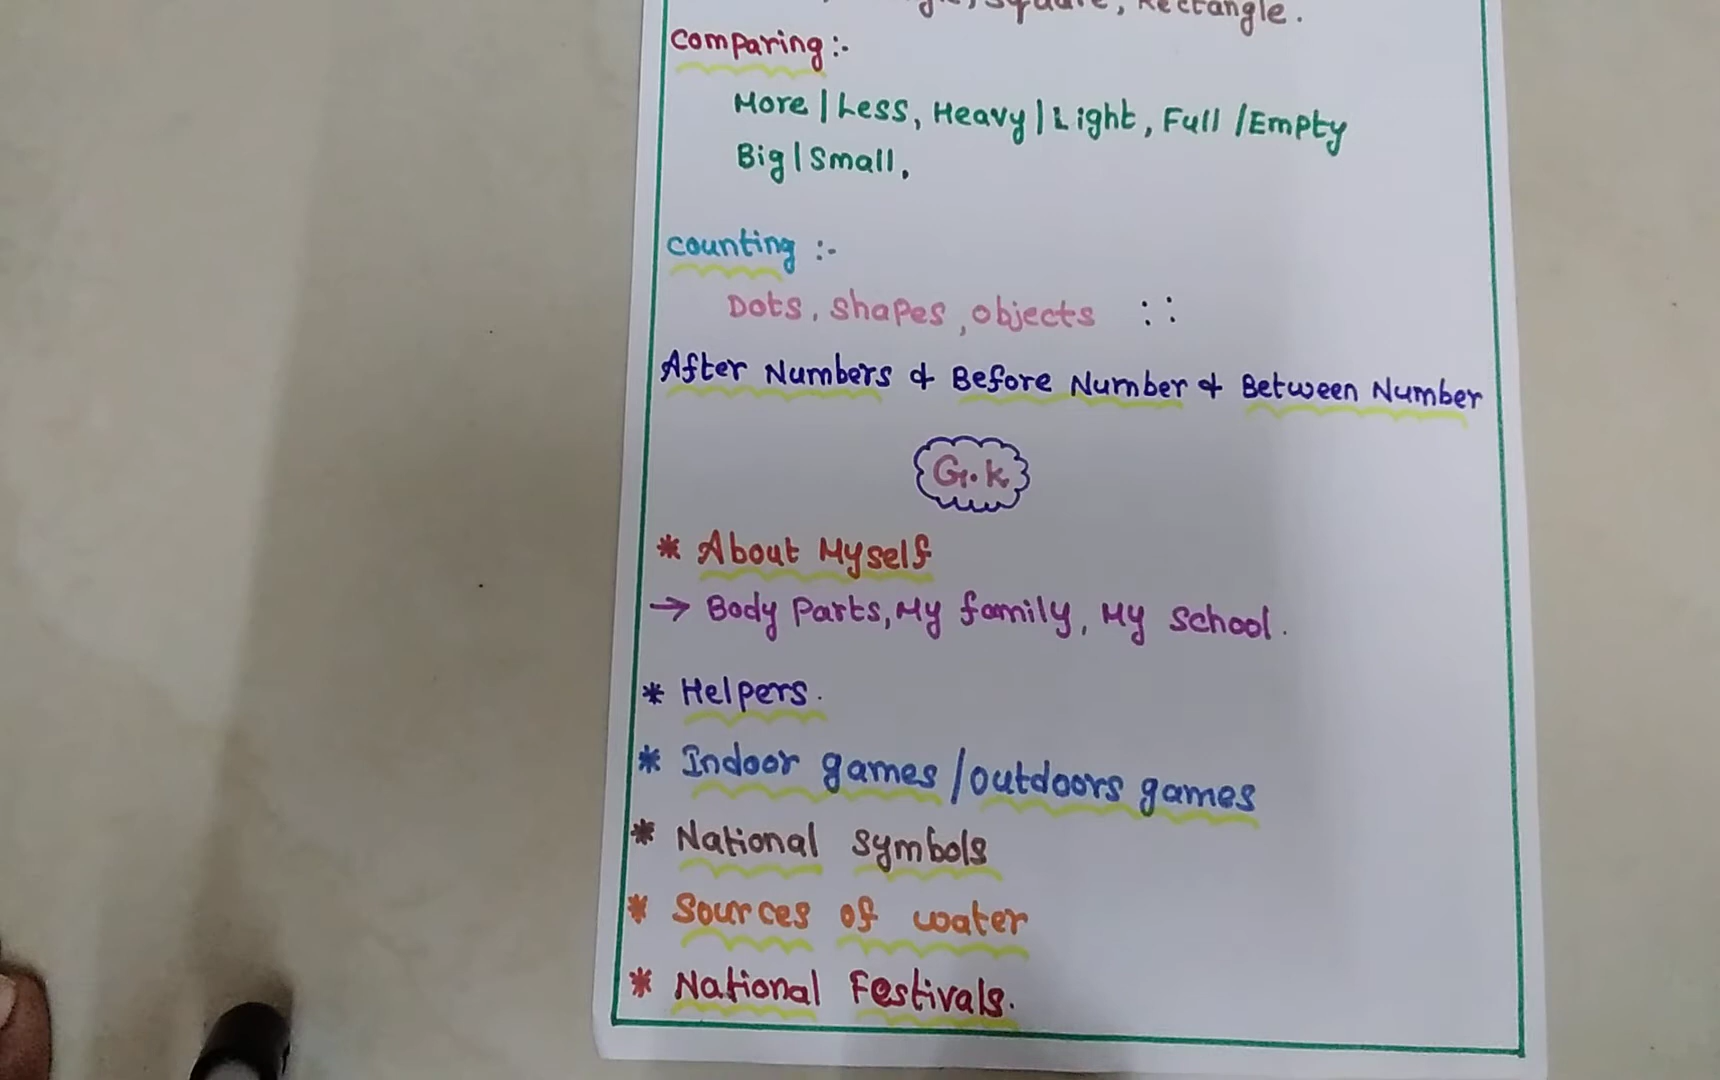 Square, Rectangle.
Comparing :-
More | Less, Heavy | Light, Full / Empty
Big | Small.
Counting :-
Dots, shapes, objects ::
After Numbers & Before Number & Between Number
G.K
* About Myself
→ Body Parts, My family, My School.
* Helpers.
* Indoor games / outdoors games
* National Symbols
* Sources of water
* National Festivals.